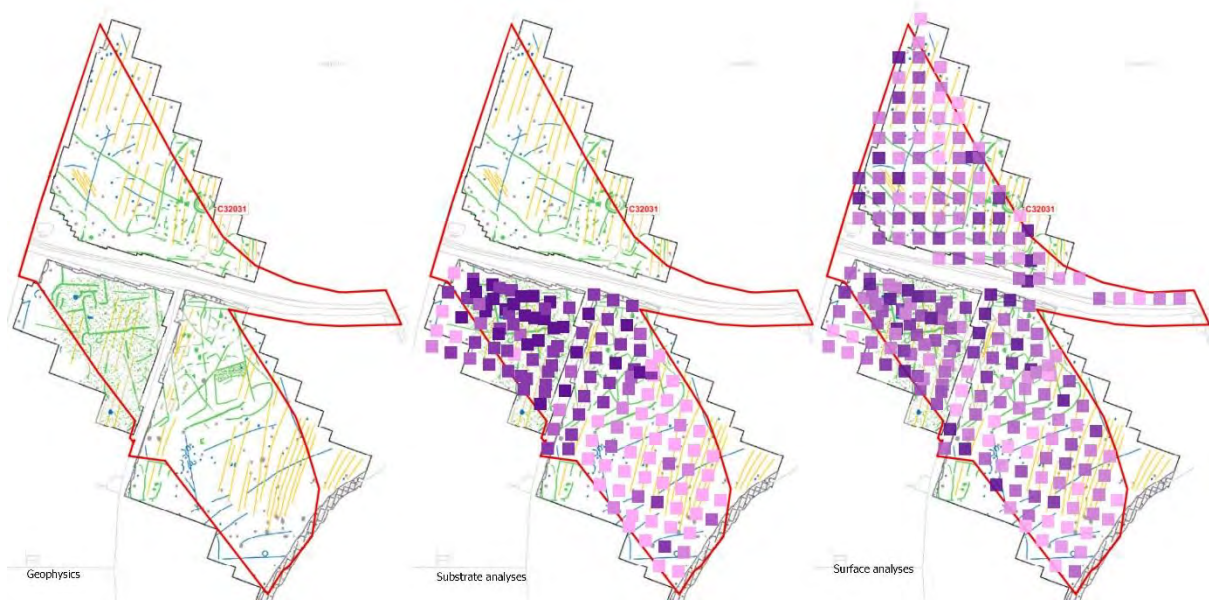 C32031
C32031
C32031
Geophysics
Substrate analyses
Surface analyses